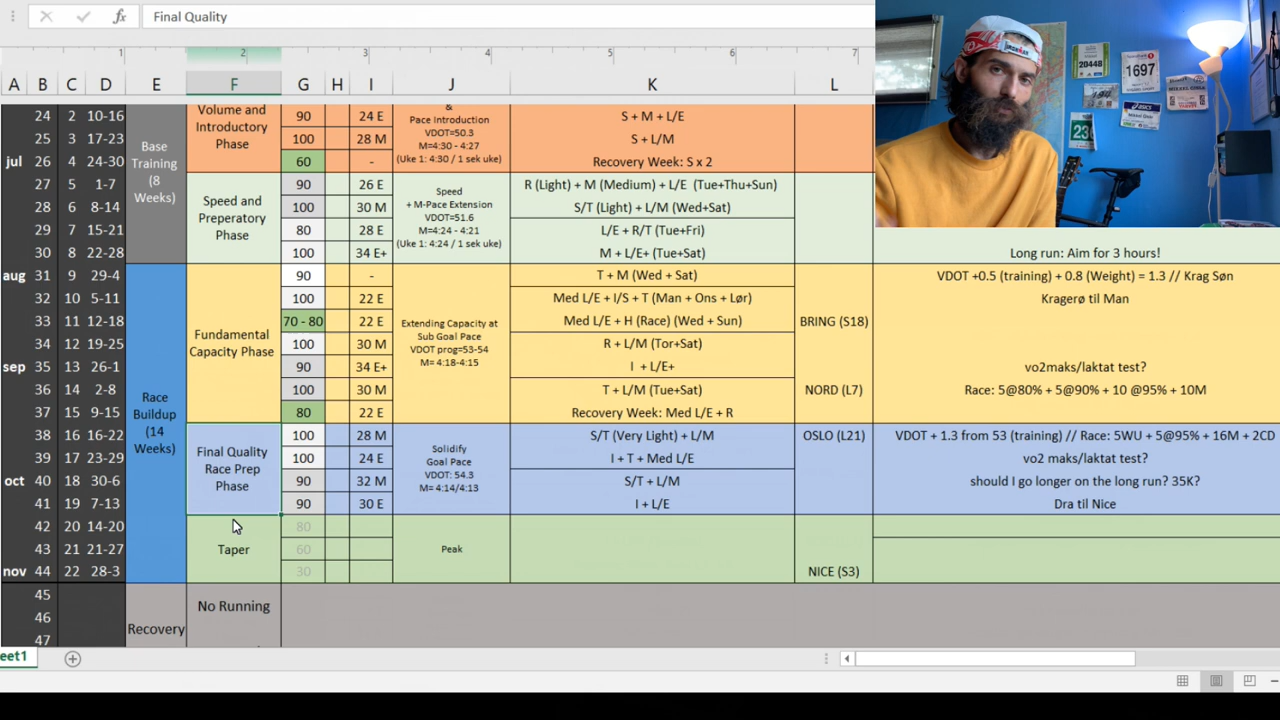 Final Quality
1 2 3 4 5 6 7
A B C D E F G H I J K L
24 2 10-16 Volume and 90 24 E & S + M + L/E
Pace Introduction
25 3 17-23 Base Training (8 Weeks) Introductory Phase 100 28 M VDOT=50.3 M=4:30 - 4:27 S + L/M
jul 26 4 24-30 60 - (Uke 1: 4:30 / 1 sek uke) Recovery Week: S x 2
27 5 1-7 90 26 E Speed R (Light) + M (Medium) + L/E (Tue+Thu+Sun)
28 6 8-14 Speed and Preperatory Phase 100 30 M + M-Pace Extension VDOT=51.6 S/T (Light) + L/M (Wed+Sat)
29 7 15-21 80 28 E M=4:24 - 4:21 L/E + R/T (Tue+Fri)
30 8 22-28 100 34 E+ (Uke 1: 4:24 / 1 sek uke) M + L/E+ (Tue+Sat) Long run: Aim for 3 hours!
aug 31 9 29-4 90 - T + M (Wed + Sat) VDOT +0.5 (training) + 0.8 (Weight) = 1.3 // Krag Søn
32 10 5-11 100 22 E Med L/E + I/S + T (Man + Ons + Lør) Kragerø til Man
33 11 12-18 70 - 80 22 E Extending Capacity at Med L/E + H (Race) (Wed + Sun) BRING (S18)
34 12 19-25 Fundamental Capacity Phase 100 30 M Sub Goal Pace VDOT prog=53-54 R + L/M (Tor+Sat)
sep 35 13 26-1 90 34 E+ M= 4:18-4:15 I + L/E+ vo2maks/laktat test?
36 14 2-8 100 30 M T + L/M (Tue+Sat) NORD (L7) Race: 5@80% + 5@90% + 10 @95% + 10M
37 15 9-15 Race Buildup (14 Weeks) 80 22 E Recovery Week: Med L/E + R
38 16 16-22 100 28 M S/T (Very Light) + L/M OSLO (L21) VDOT + 1.3 from 53 (training) // Race: 5WU + 5@95% + 16M + 2CD
39 17 23-29 Final Quality Race Prep Phase 100 24 E Solidify Goal Pace I + T + Med L/E vo2 maks/laktat test?
oct 40 18 30-6 90 32 M VDOT: 54.3 M= 4:14/4:13 S/T + L/M should I go longer on the long run? 35K?
41 19 7-13 90 30 E I + L/E Dra til Nice
42 20 14-20 80
43 21 21-27 Taper 60 Peak
nov 44 22 28-3 30 NICE (S3)
45 No Running
46 Recovery
47
eet1
IRONMAN
20448
1697
23